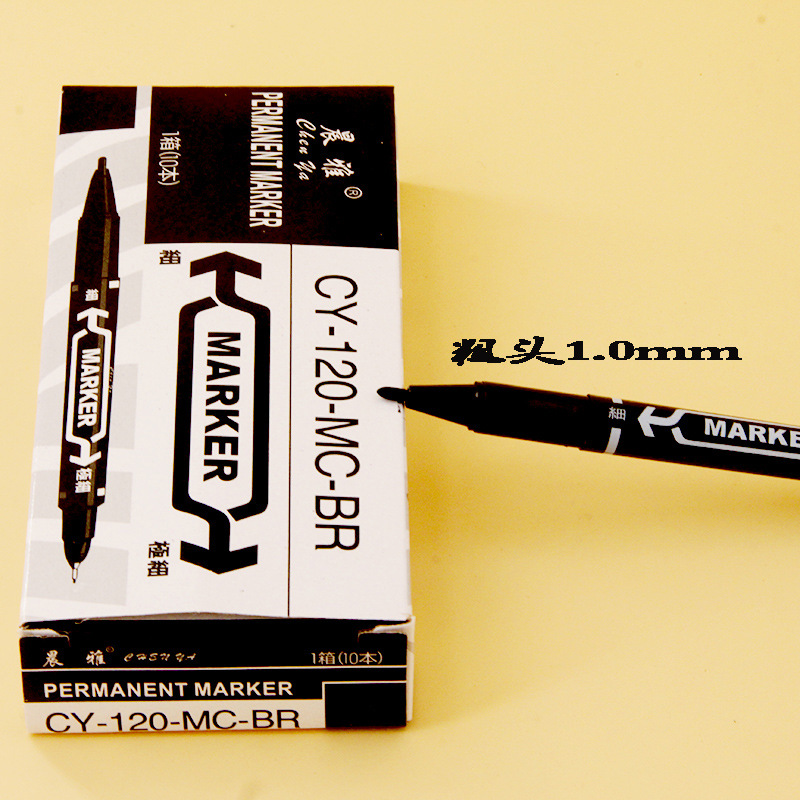 晨雅®
Chen Ya
PERMANENT MARKER
1箱(10本)
細
MARKER
極細
CY-120-MC-BR
細
MARKER
極細
粗头1.0mm
細
MARKE
晨雅
1箱(10本)
PERMANENT MARKER
CY-120-MC-BR